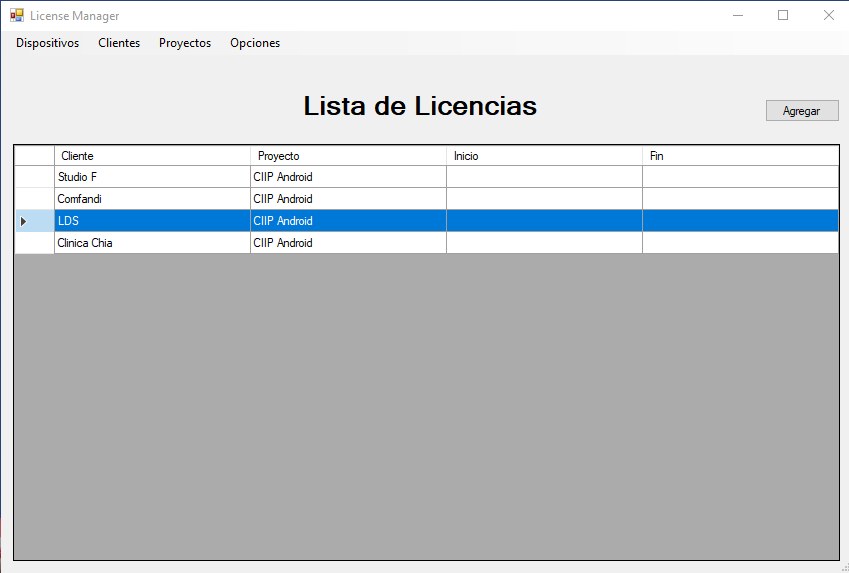 License Manager
Dispositivos Clientes Proyectos Opciones
Lista de Licencias
Agregar
Cliente Proyecto Inicio Fin
Studio F CIIP Android
Comfandi CIIP Android
LDS CIIP Android
Clinica Chia CIIP Android